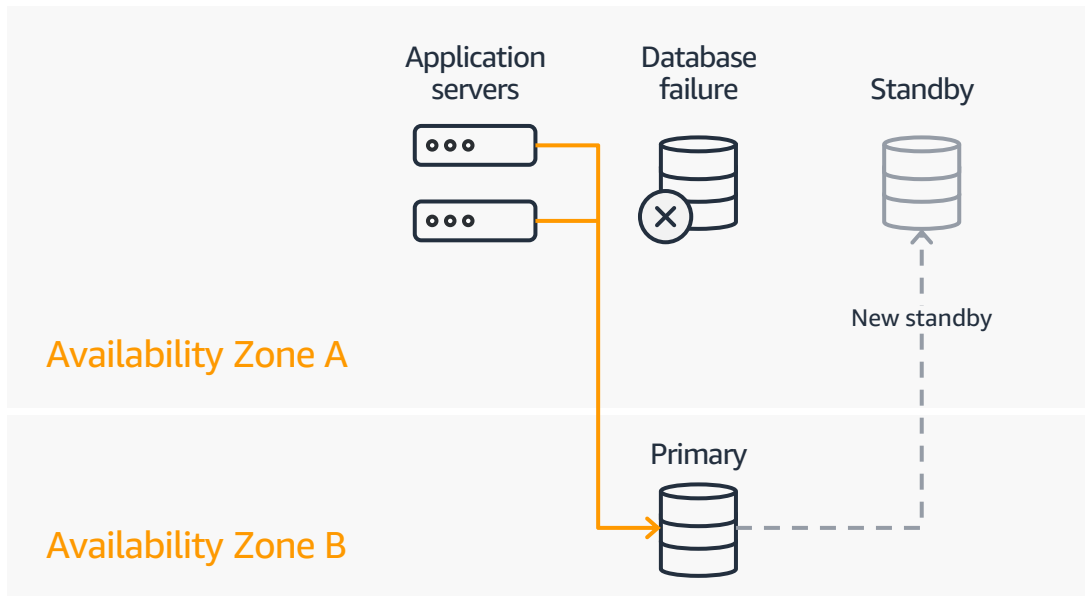 Application
servers
Database
failure
Standby
New standby
Availability Zone A
Primary
Availability Zone B